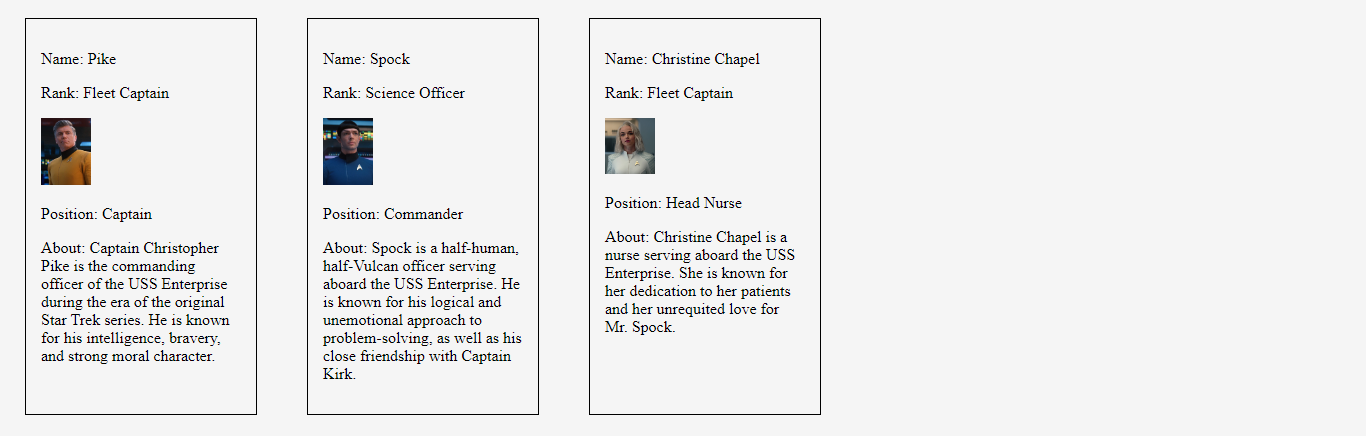 Name: Pike
Rank: Fleet Captain
Position: Captain
About: Captain Christopher
Pike is the commanding
officer of the USS Enterprise
during the era of the original
Star Trek series. He is known
for his intelligence, bravery,
and strong moral character.
Name: Spock
Rank: Science Officer
Position: Commander
About: Spock is a half-human,
half-Vulcan officer serving
aboard the USS Enterprise. He
is known for his logical and
unemotional approach to
problem-solving, as well as his
close friendship with Captain
Kirk.
Name: Christine Chapel
Rank: Fleet Captain
Position: Head Nurse
About: Christine Chapel is a
nurse serving aboard the USS
Enterprise. She is known for
her dedication to her patients
and her unrequited love for
Mr. Spock.